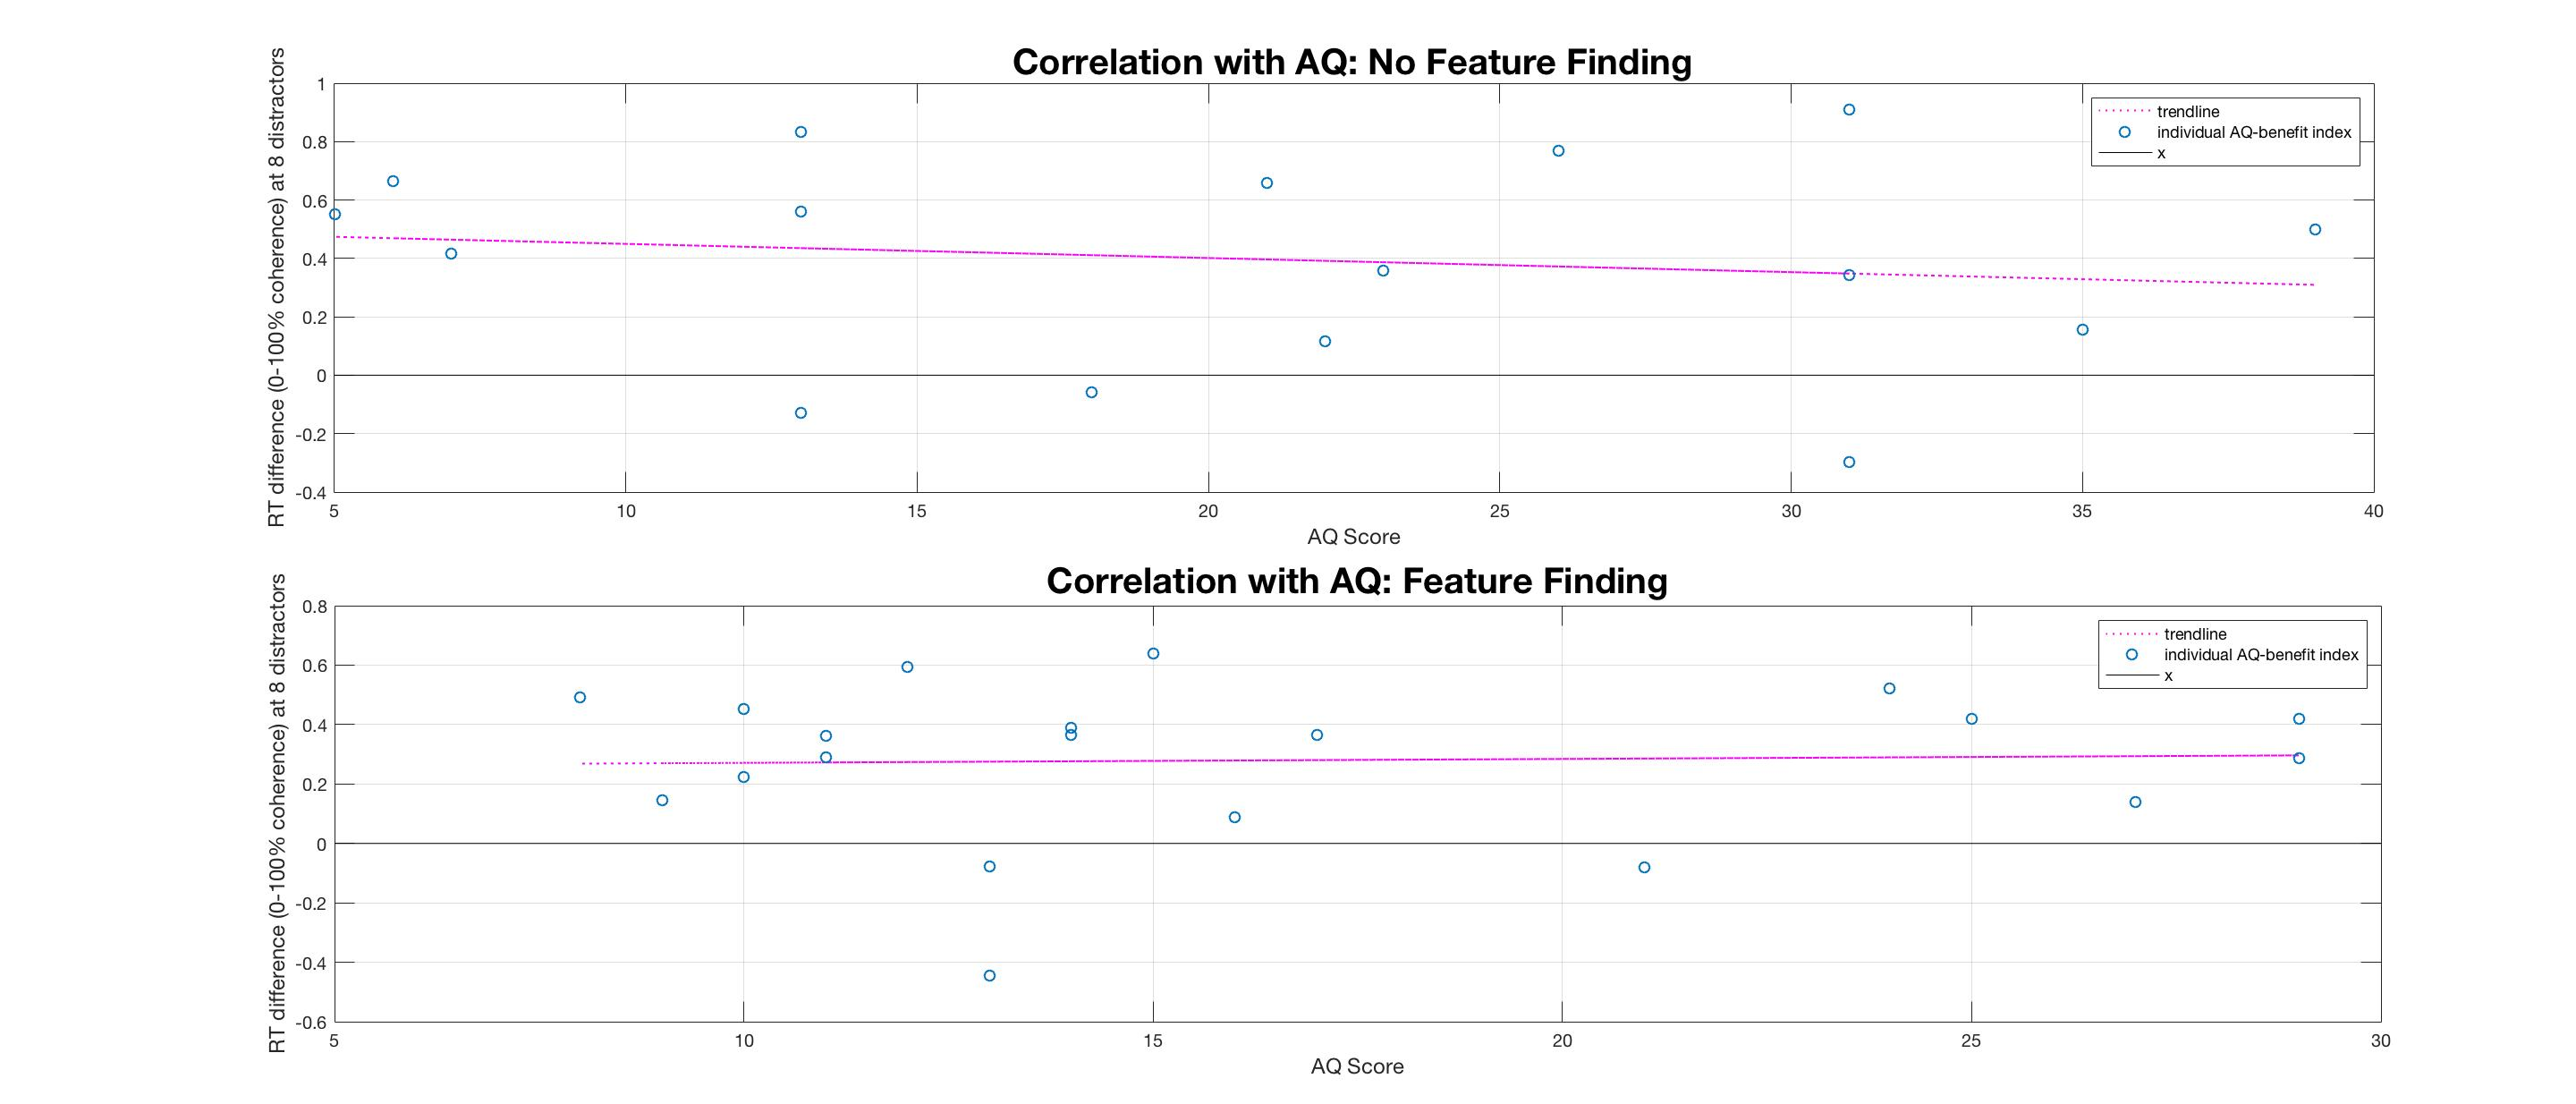 Correlation with AQ: No Feature Finding
RT difference (0-100% coherence) at 8 distractors
1
0.8
0.6
0.4
0.2
0
-0.2
-0.4
trendline
individual AQ-benefit index
x
5 10 15 20 25 30 35 40
AQ Score
Correlation with AQ: Feature Finding
RT difference (0-100% coherence) at 8 distractors
0.8
0.6
0.4
0.2
0
-0.2
-0.4
-0.6
trendline
individual AQ-benefit index
x
5 10 15 20 25 30
AQ Score